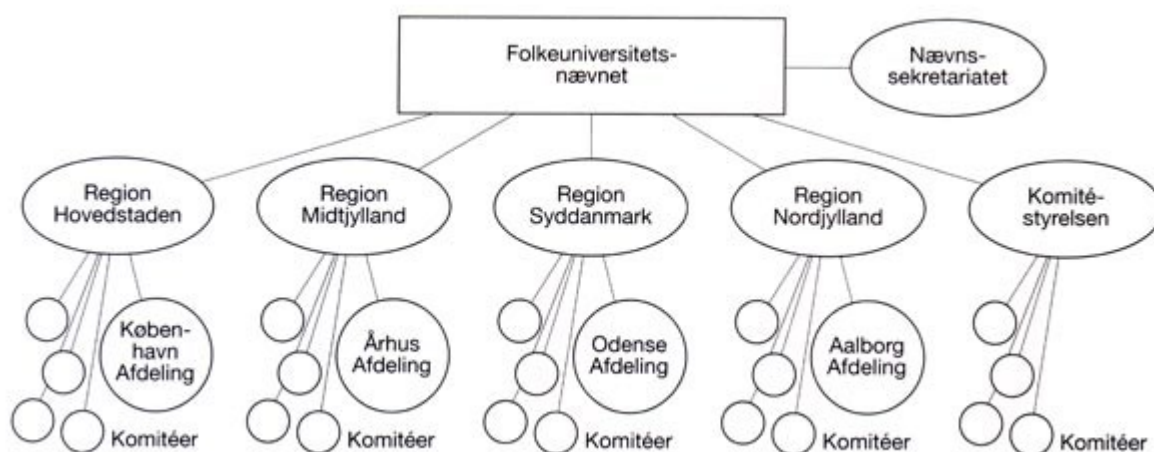 Folkeuniversitets-
nævnet
Nævns-
sekretariatet
Region
Hovedstaden
Region
Midtjylland
Region
Syddanmark
Region
Nordjylland
Komité-
styrelsen
Køben-
havn
Afdeling
Århus
Afdeling
Odense
Afdeling
Aalborg
Afdeling
Komitéer
Komitéer
Komitéer
Komitéer
Komitéer